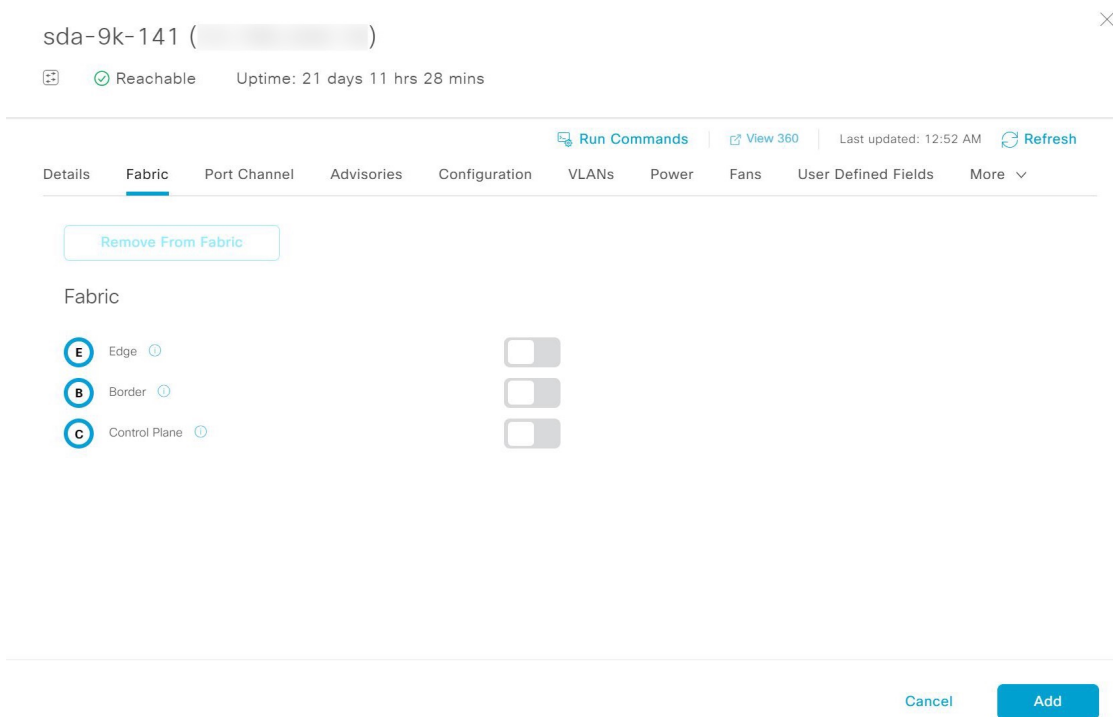 sda-9k-141 ( )
Reachable Uptime: 21 days 11 hrs 28 mins
Run Commands View 360 Last updated: 12:52 AM Refresh
Details Fabric Port Channel Advisories Configuration VLANs Power Fans User Defined Fields More
Remove From Fabric
Fabric
E Edge
B Border
C Control Plane
Cancel Add